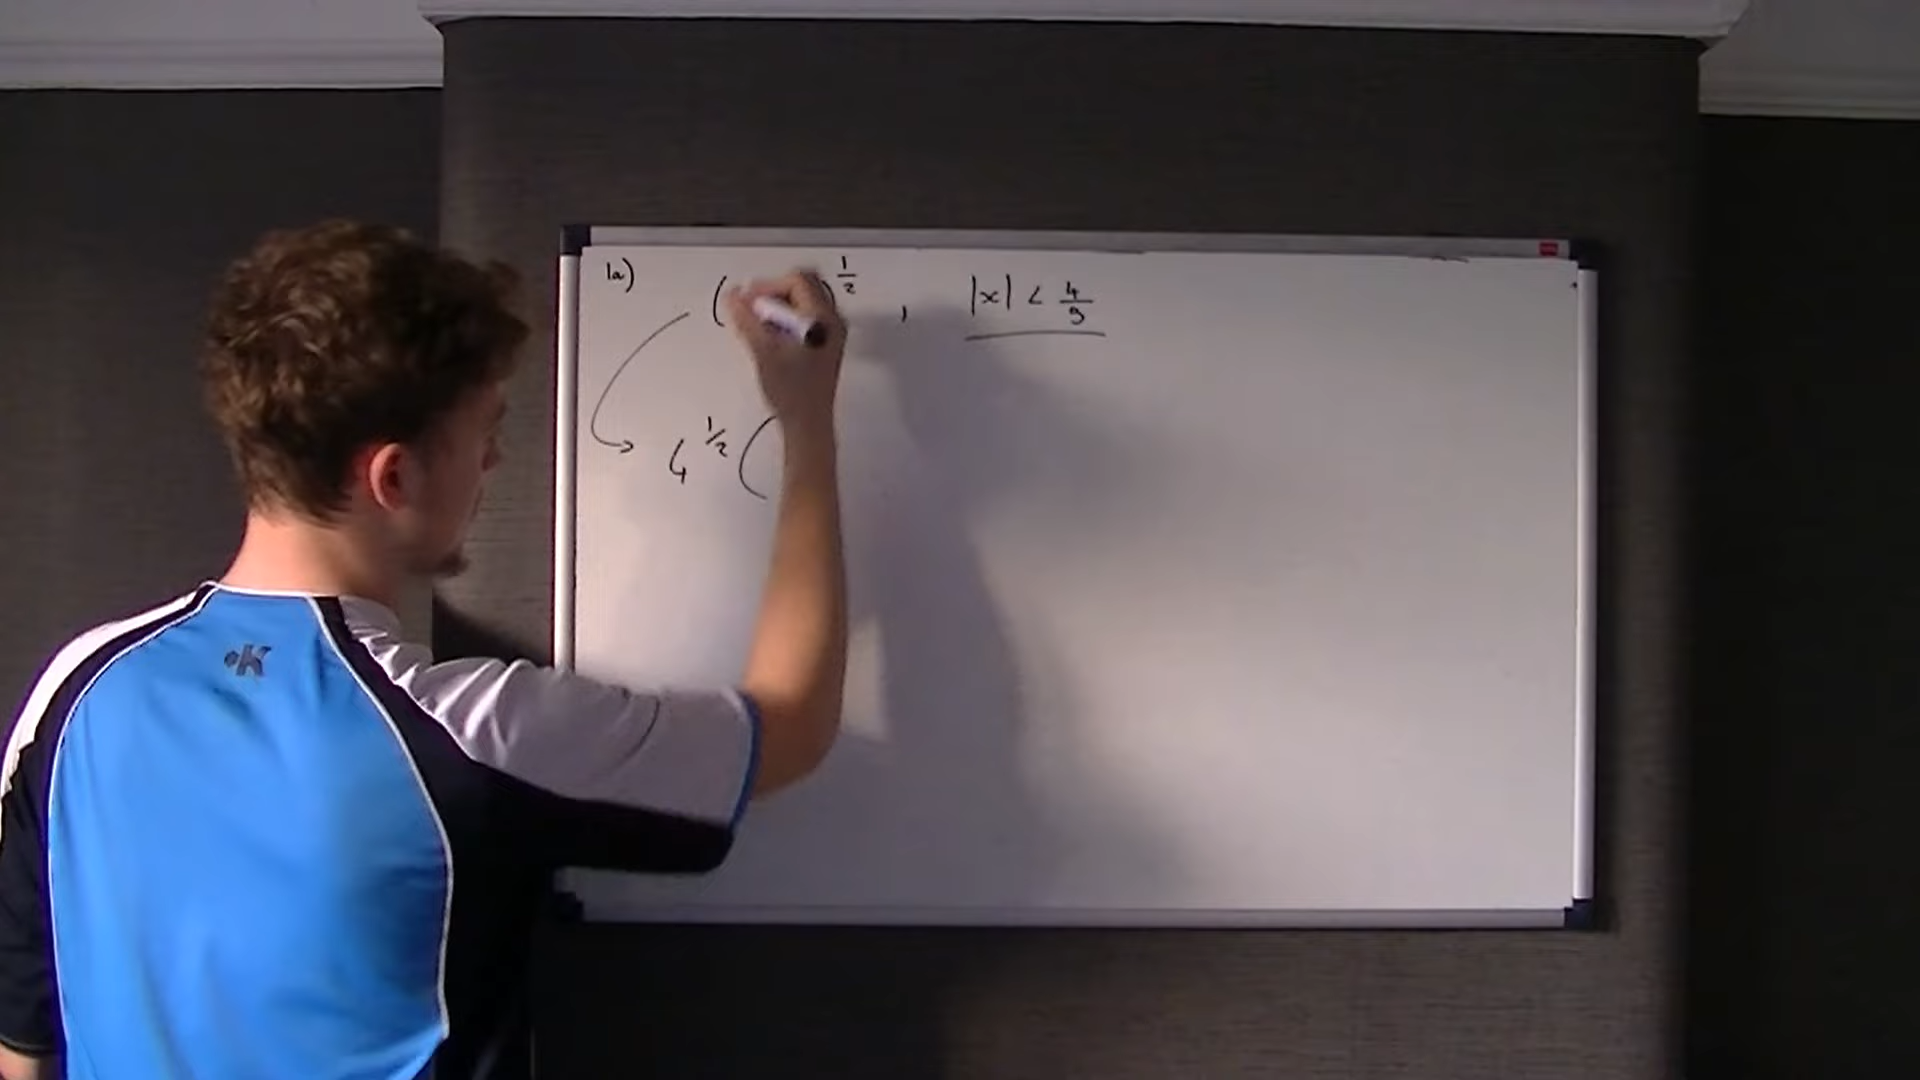 1a) ( )^{1/2} , |x| < 4/9
4^{1/2} (
K